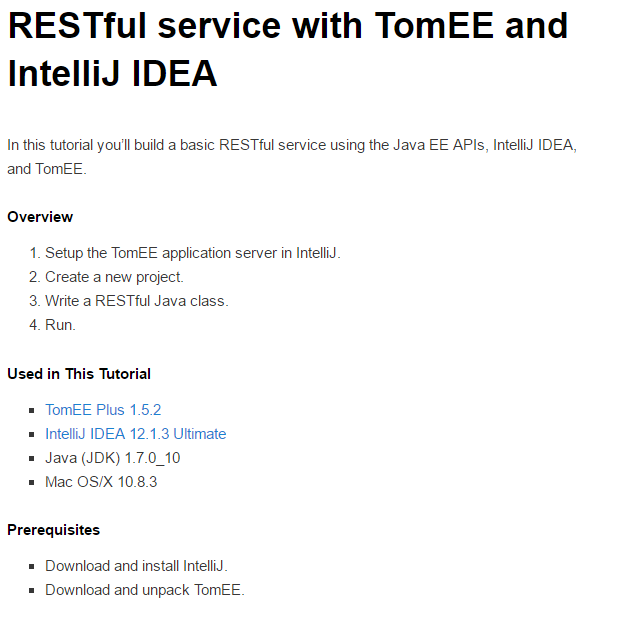 RESTful service with TomEE and
IntelliJ IDEA
In this tutorial you'll build a basic RESTful service using the Java EE APIs, IntelliJ IDEA,
and TomEE.
Overview
1. Setup the TomEE application server in IntelliJ.
2. Create a new project.
3. Write a RESTful Java class.
4. Run.
Used in This Tutorial
▪ TomEE Plus 1.5.2
▪ IntelliJ IDEA 12.1.3 Ultimate
▪ Java (JDK) 1.7.0_10
▪ Mac OS/X 10.8.3
Prerequisites
▪ Download and install IntelliJ.
▪ Download and unpack TomEE.